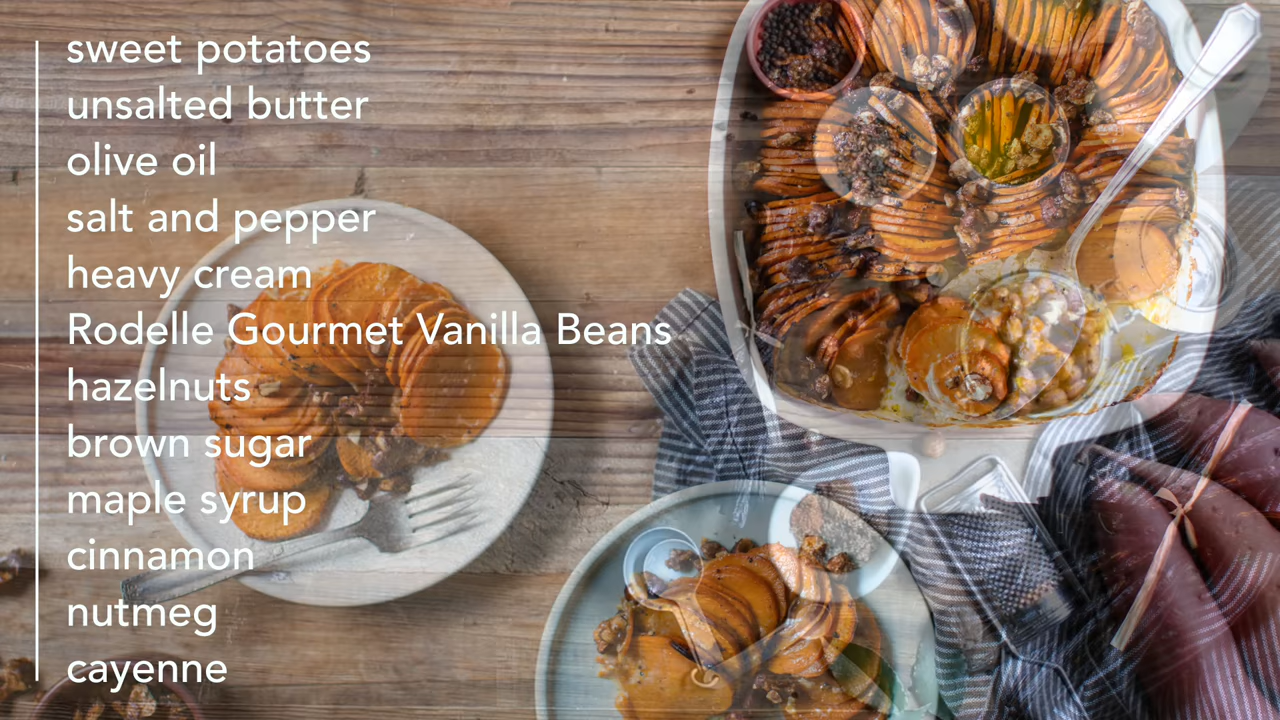 sweet potatoes
unsalted butter
olive oil
salt and pepper
heavy cream
Rodelle Gourmet Vanilla Beans
hazelnuts
brown sugar
maple syrup
cinnamon
nutmeg
cayenne